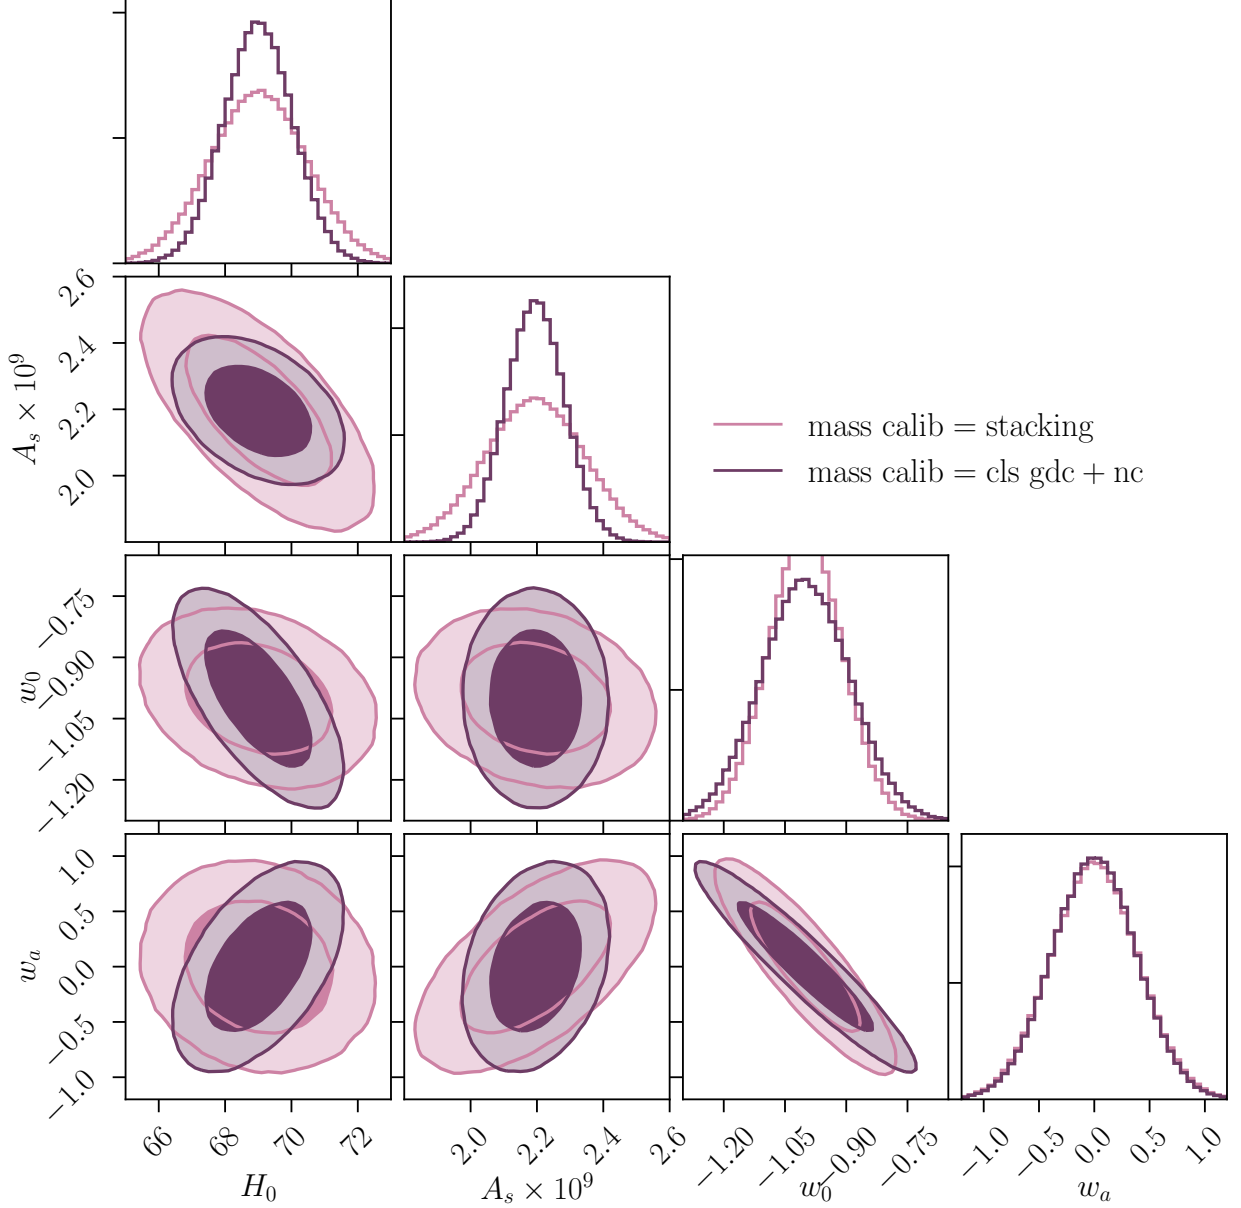 2.6
2.4
2.2
2.0
A_s × 10^9
mass calib = stacking
mass calib = cls gdc + nc
−0.75
−0.90
−1.05
−1.20
w_0
1.0
0.5
0.0
−0.5
−1.0
w_a
66 68 70 72
2.0 2.2 2.4 2.6
−1.20 −1.05 −0.90 −0.75
−1.0 −0.5 0.0 0.5 1.0
H_0
A_s × 10^9
w_0
w_a